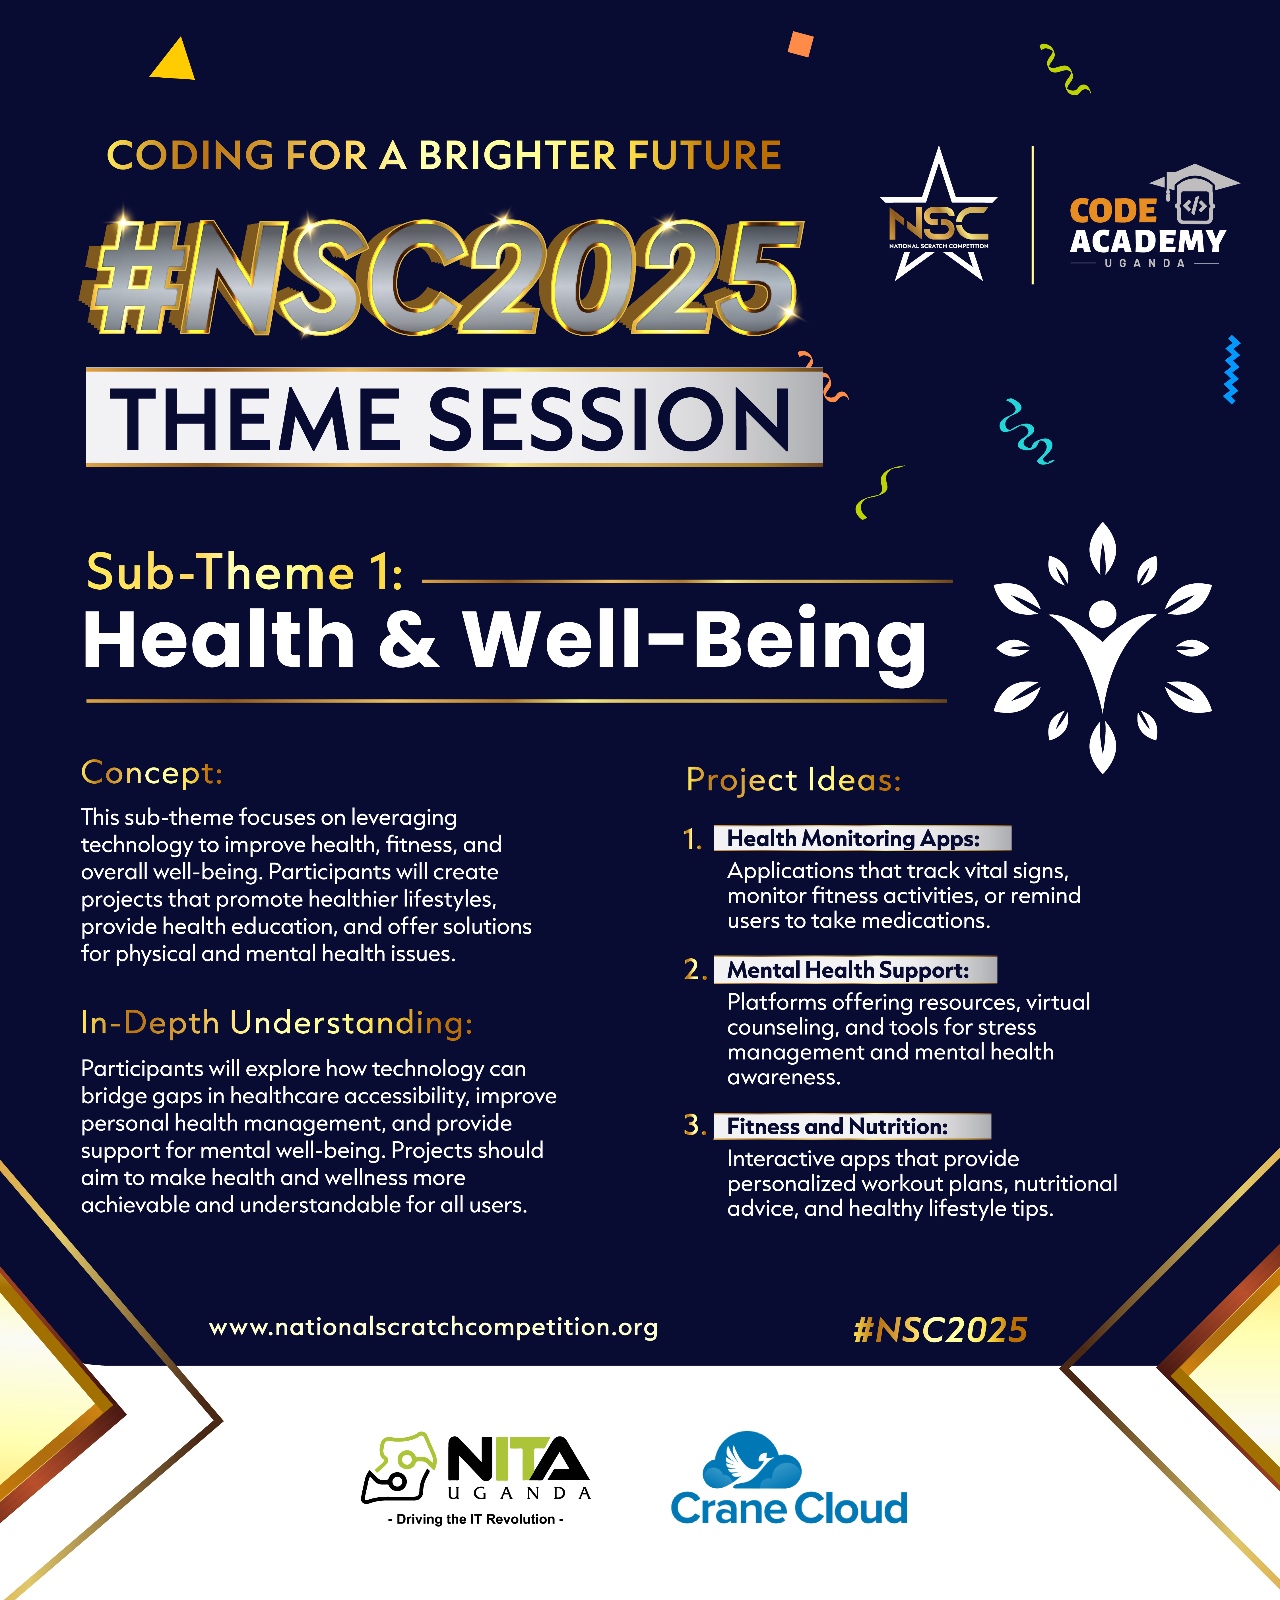 CODING FOR A BRIGHTER FUTURE
#NSC2025
THEME SESSION
NSC
NATIONAL SCRATCH COMPETITION
CODE
</>
ACADEMY
UGANDA
Sub-Theme 1:
Health & Well-Being
Concept:
This sub-theme focuses on leveraging
technology to improve health, fitness, and
overall well-being. Participants will create
projects that promote healthier lifestyles,
provide health education, and offer solutions
for physical and mental health issues.
In-Depth Understanding:
Participants will explore how technology can
bridge gaps in healthcare accessibility, improve
personal health management, and provide
support for mental well-being. Projects should
aim to make health and wellness more
achievable and understandable for all users.
Project Ideas:
1. Health Monitoring Apps:
Applications that track vital signs,
monitor fitness activities, or remind
users to take medications.
2. Mental Health Support:
Platforms offering resources, virtual
counseling, and tools for stress
management and mental health
awareness.
3. Fitness and Nutrition:
Interactive apps that provide
personalized workout plans, nutritional
advice, and healthy lifestyle tips.
www.nationalscratchcompetition.org
#NSC2025
NITA
UGANDA
- Driving the IT Revolution -
Crane Cloud